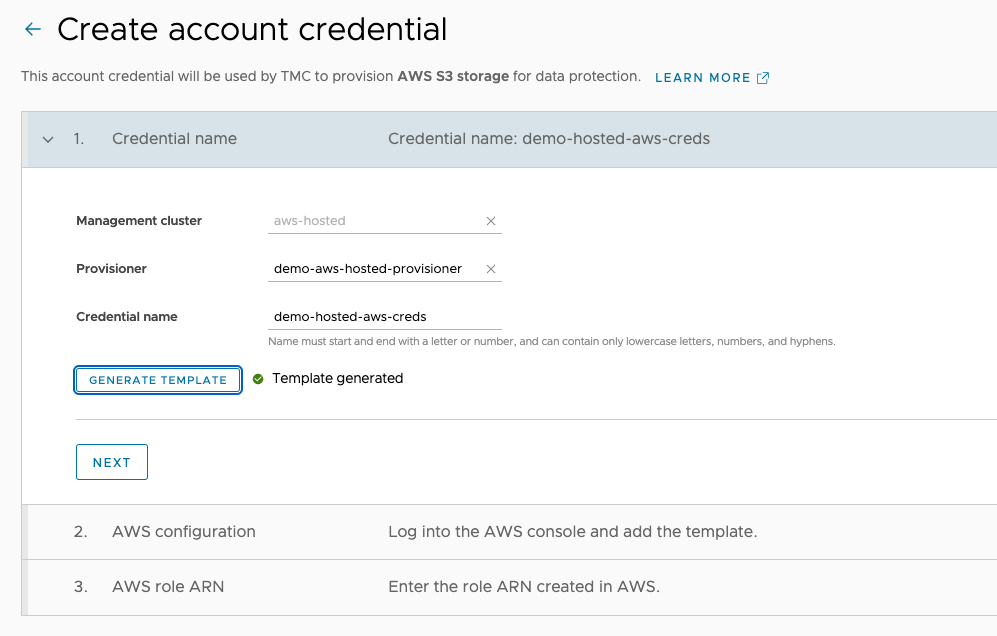 Create account credential
This account credential will be used by TMC to provision AWS S3 storage for data protection. LEARN MORE
1. Credential name Credential name: demo-hosted-aws-creds
Management cluster aws-hosted
Provisioner demo-aws-hosted-provisioner
Credential name demo-hosted-aws-creds
Name must start and end with a letter or number, and can contain only lowercase letters, numbers, and hyphens.
GENERATE TEMPLATE Template generated
NEXT
2. AWS configuration Log into the AWS console and add the template.
3. AWS role ARN Enter the role ARN created in AWS.